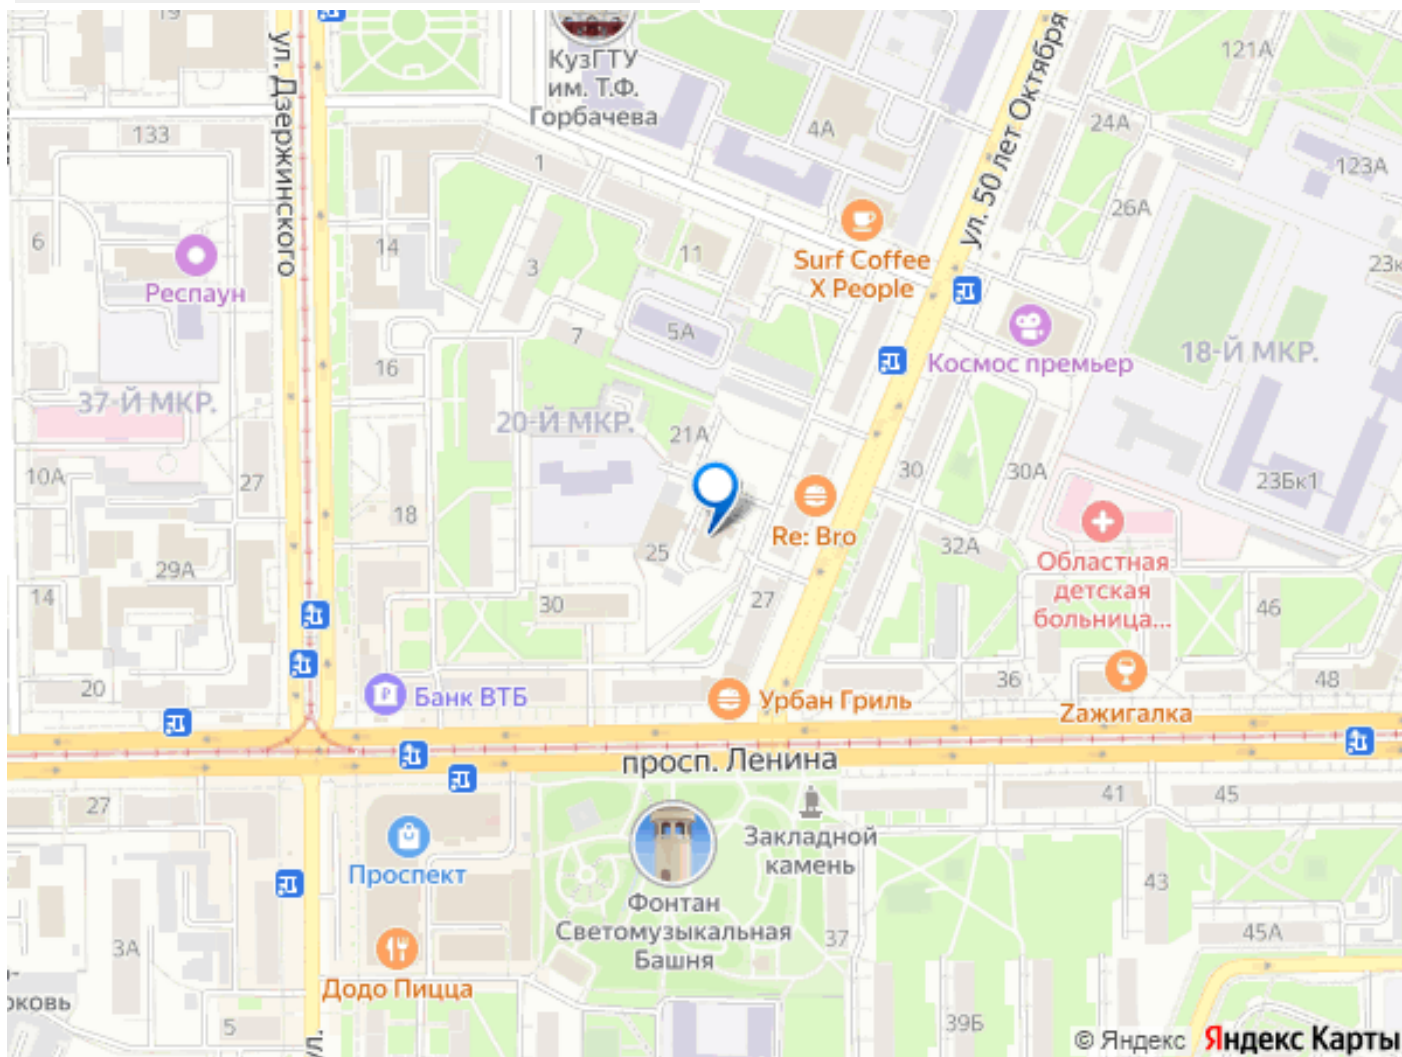 19
КузГТУ
им. Т.Ф.
Горбачева
ул. Дзержинского
ул. 50 лет Октября
121А
133
1
4А
24А
123А
26А
6
14
11
3
Surf Coffee
X People
23к
Респаун
7
5А
Космос премьер
18-Й МКР.
16
37-Й МКР.
20-Й МКР.
21А
10А
27
18
30
30А
23Бк1
Re: Bro
25
32А
29А
14
Областная
детская
больница...
30
27
46
20
Банк ВТБ
Урбан Гриль
36
48
Zажигалка
просп. Ленина
27
41
45
Проспект
Закладной
камень
43
Фонтан
Светомузыкальная
Башня
37
45А
3А
Додо Пицца
рковь
5
ул.
39Б
© Яндекс Яндекс Карты